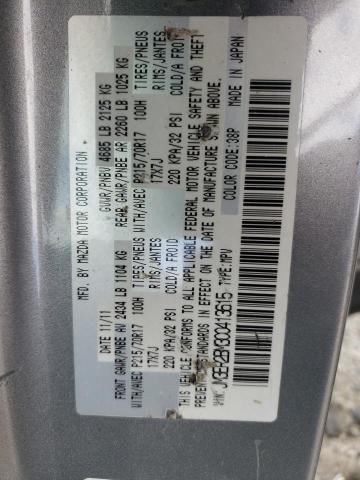 MFD. BY MAZDA MOTOR CORPORATION
11/11 GVWR/PNBV 4685 LB 2125 KG
FRONT GAWR/PNBE AV 2434 LB 1104 KG REAR GAWR/PNBE AR 2260 LB 1025 KG
WITH/AVEC P215/70R17 100H TIRES/PNEUS WITH/AVEC P215/70R17 100H TIRES/PNEUS
17X7J RIMS/JANTES 17X7J RIMS/JANTES
220 KPA/32 PSI COLD/A FROID 220 KPA/32 PSI COLD/A FROI
THIS VEHICLE CONFORMS TO ALL APPLICABLE FEDERAL MOTOR VEHICLE SAFETY AND THEFT
PREVENTION STANDARDS IN EFFECT ON THE DATE OF MANUFACTURE SHOWN ABOVE.
MADE IN JAPAN
TYPE:MPV
COLOR CODE:38P